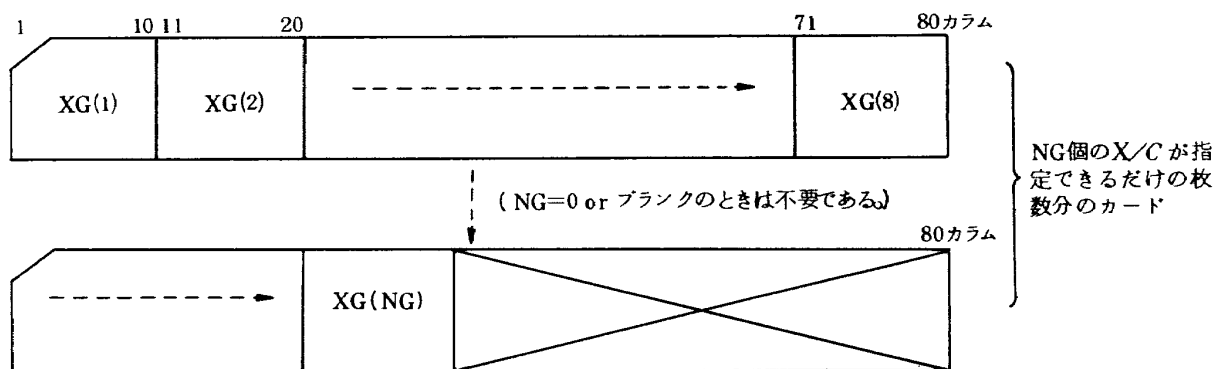 1 10 11 20 71 80カラム
XG(1) XG(2) XG(8)
NG個のX/Cが指
定できるだけの枚
数分のカード
(NG=0 or ブランクのときは不要である。)
80カラム
XG(NG)